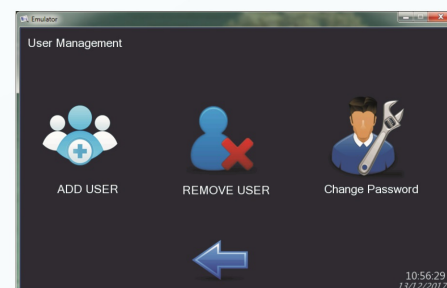 Emulator
User Management
ADD USER
REMOVE USER
Change Password
10:56:29
13/12/2017